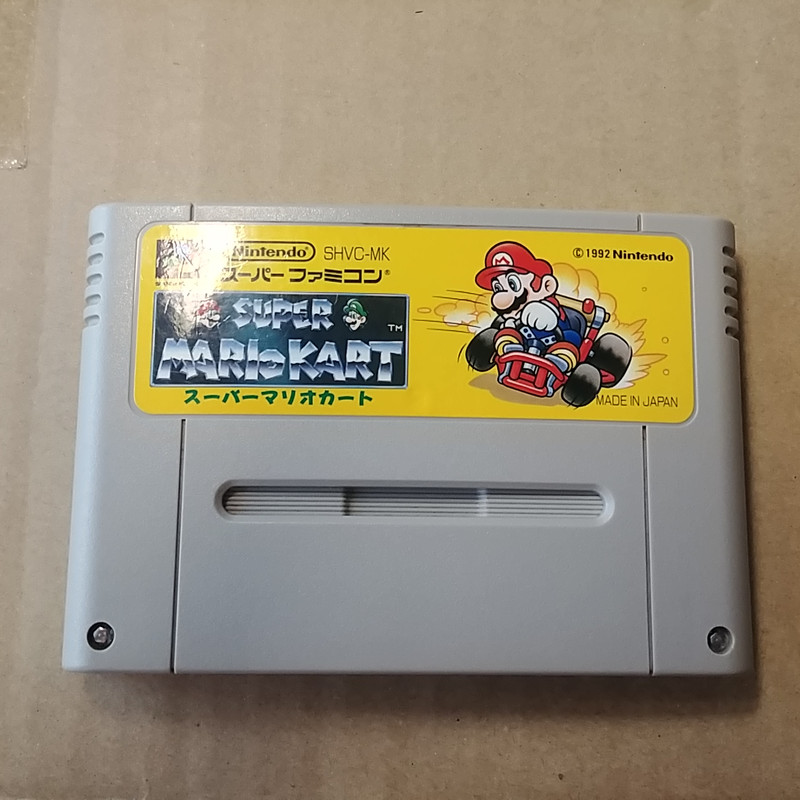 Nintendo SHVC-MK
スーパーファミコン®
SUPER
MARIO KART TM
スーパーマリオカート
© 1992 Nintendo
M
MADE IN JAPAN